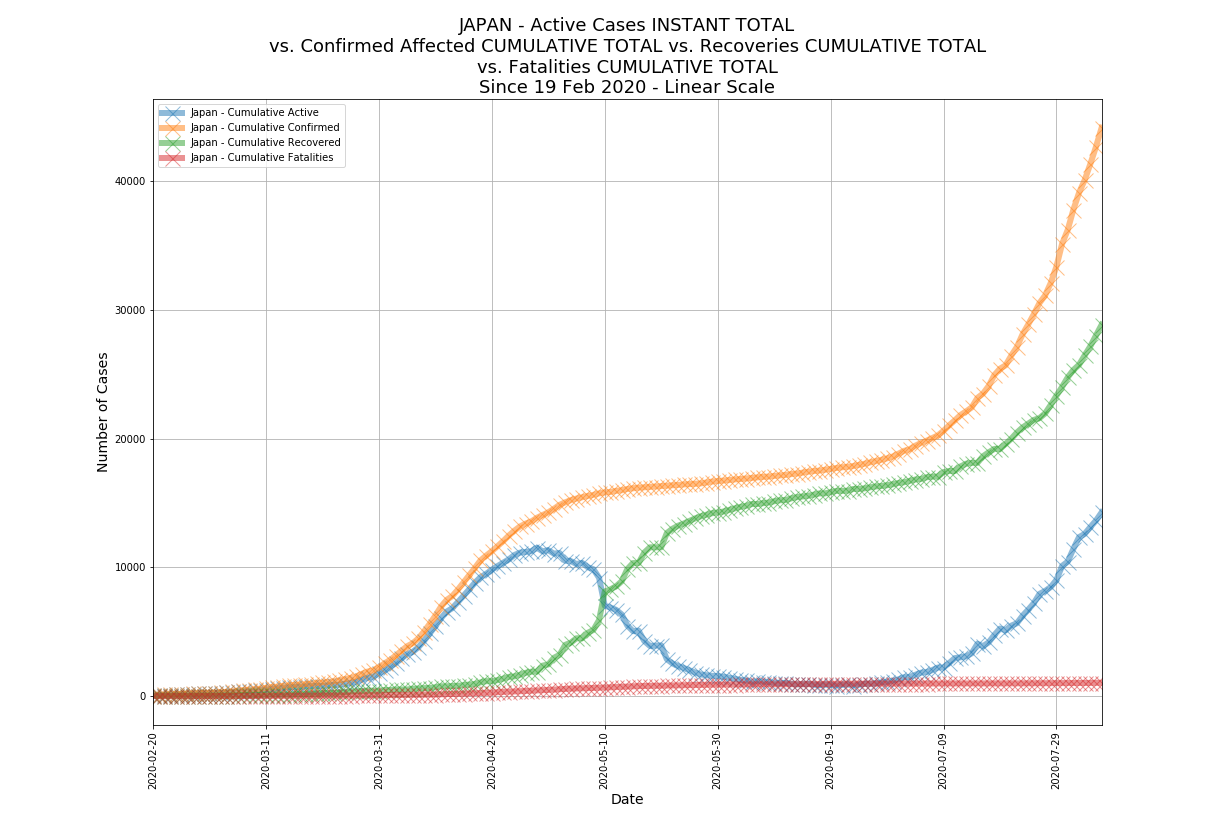 JAPAN - Active Cases INSTANT TOTAL
vs. Confirmed Affected CUMULATIVE TOTAL vs. Recoveries CUMULATIVE TOTAL
vs. Fatalities CUMULATIVE TOTAL
Since 19 Feb 2020 - Linear Scale
Japan - Cumulative Active
Japan - Cumulative Confirmed
Japan - Cumulative Recovered
Japan - Cumulative Fatalities
Number of Cases
40000
30000
20000
10000
0
2020-02-20
2020-03-11
2020-03-31
2020-04-20
2020-05-10
2020-05-30
2020-06-19
2020-07-09
2020-07-29
Date